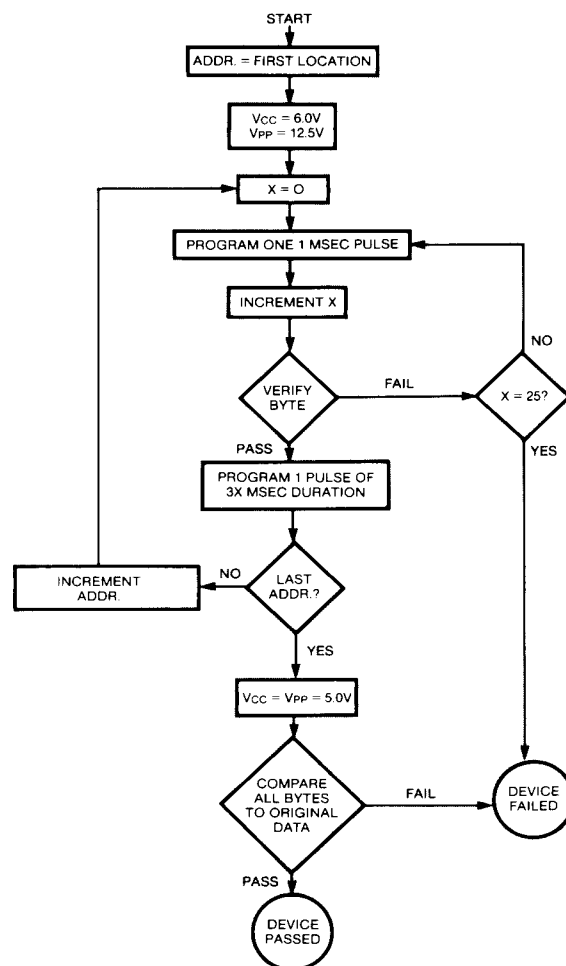 START
ADDR. = FIRST LOCATION
VCC = 6.0V
VPP = 12.5V
X = O
PROGRAM ONE 1 MSEC PULSE
INCREMENT X
NO
VERIFY
BYTE
FAIL
X = 25?
PASS
YES
PROGRAM 1 PULSE OF
3X MSEC DURATION
INCREMENT
ADDR.
NO
LAST
ADDR.?
YES
VCC = VPP = 5.0V
COMPARE
ALL BYTES
TO ORIGINAL
DATA
FAIL
DEVICE
FAILED
PASS
DEVICE
PASSED